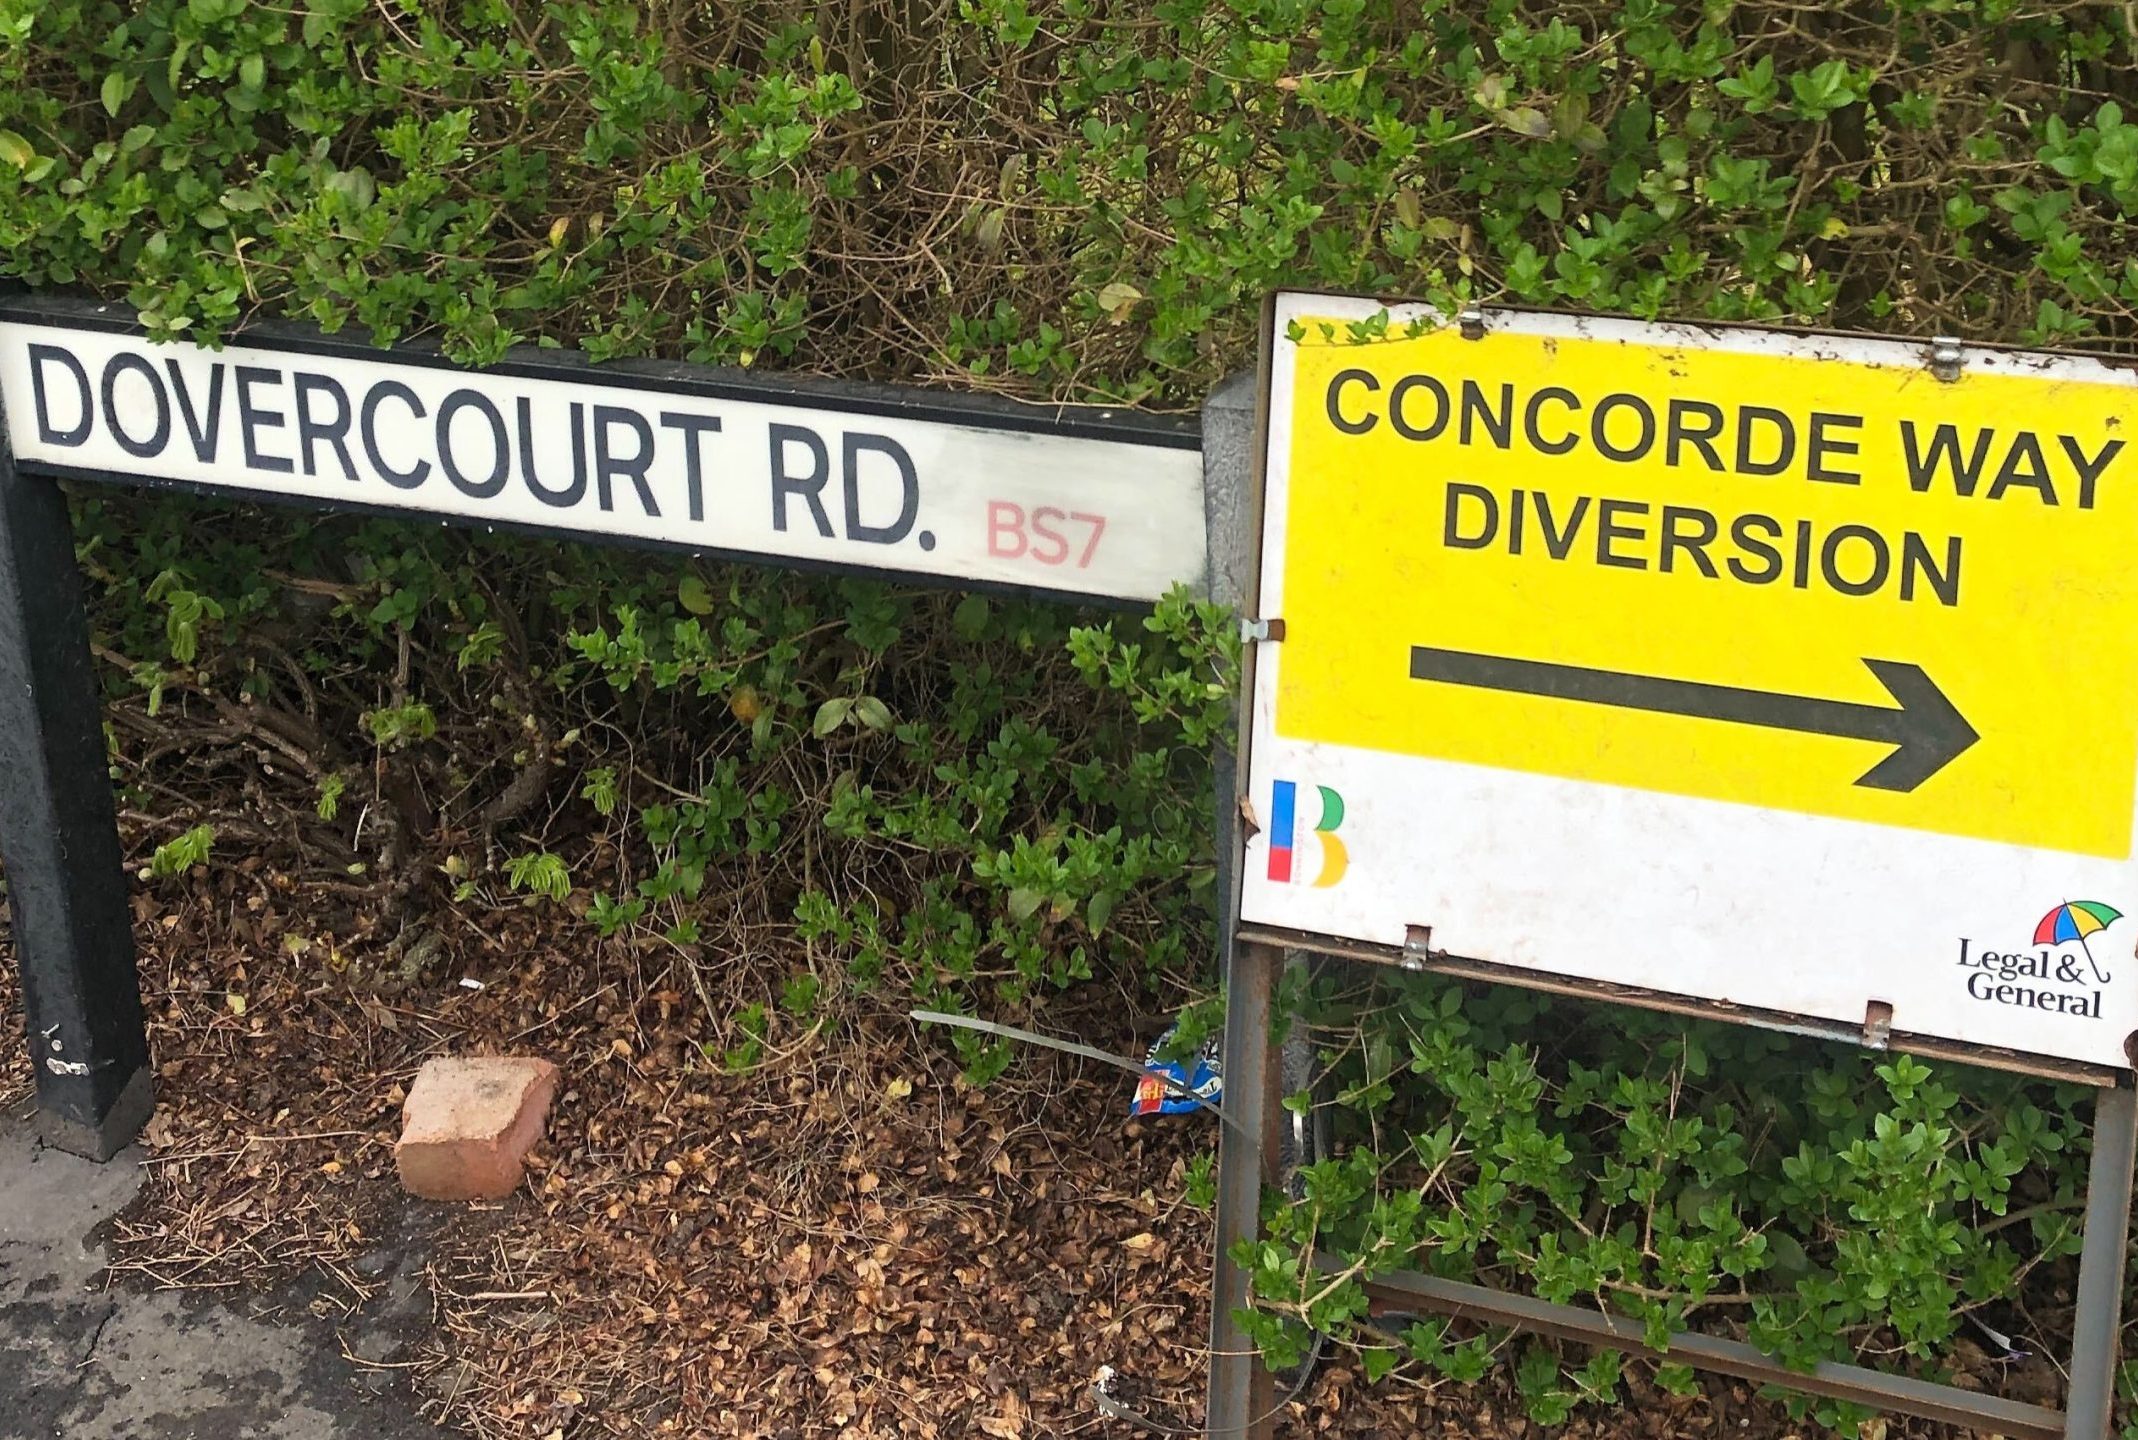 DOVERCOURT RD. BS7
CONCORDE WAY
DIVERSION
B
Legal &
General